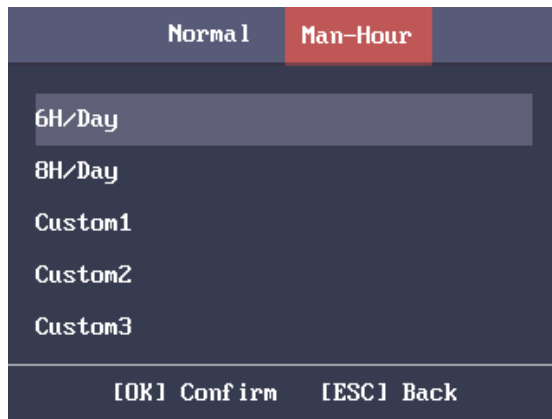 Normal Man-Hour
6H/Day
8H/Day
Custom1
Custom2
Custom3
[OK] Confirm [ESC] Back